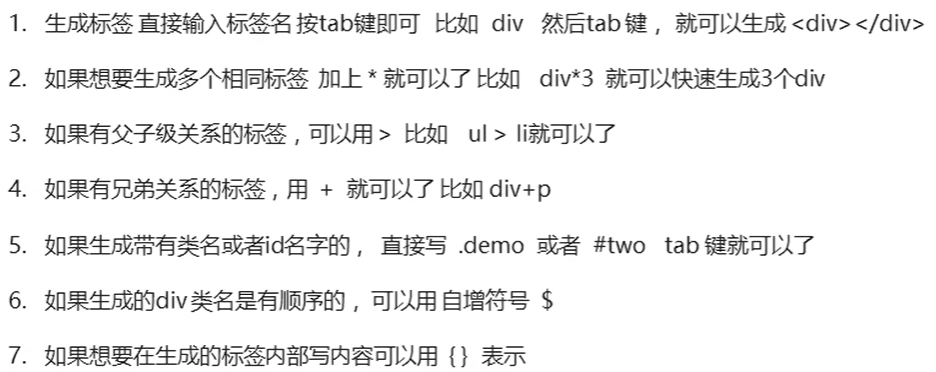 1. 生成标签 直接输入标签名 按tab键即可 比如 div 然后tab 键， 就可以生成 <div></div>
2. 如果想要生成多个相同标签 加上 * 就可以了 比如 div*3 就可以快速生成3个div
3. 如果有父子级关系的标签，可以用 > 比如 ul > li就可以了
4. 如果有兄弟关系的标签，用 + 就可以了 比如 div+p
5. 如果生成带有类名或者id名字的， 直接写 .demo 或者 #two tab 键就可以了
6. 如果生成的div 类名是有顺序的， 可以用 自增符号 $
7. 如果想要在生成的标签内部写内容可以用 { } 表示